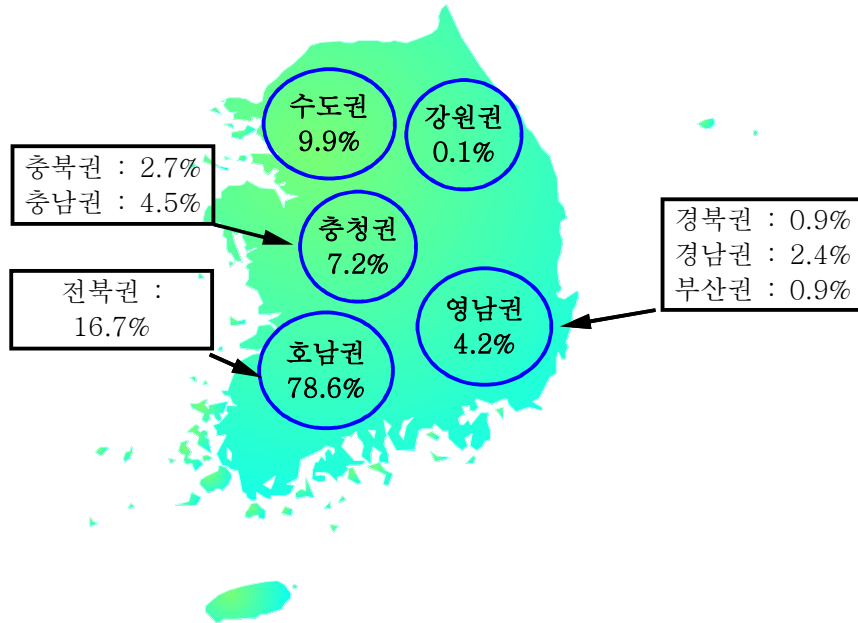 수도권
9.9%
강원권
0.1%
충북권 : 2.7%
충남권 : 4.5%
충청권
7.2%
경북권 : 0.9%
경남권 : 2.4%
부산권 : 0.9%
전북권 :
16.7%
영남권
4.2%
호남권
78.6%